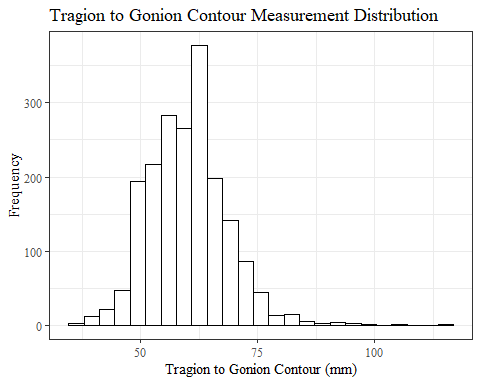 Tragion to Gonion Contour Measurement Distribution
Frequency
300
200
100
0
50 75 100
Tragion to Gonion Contour (mm)